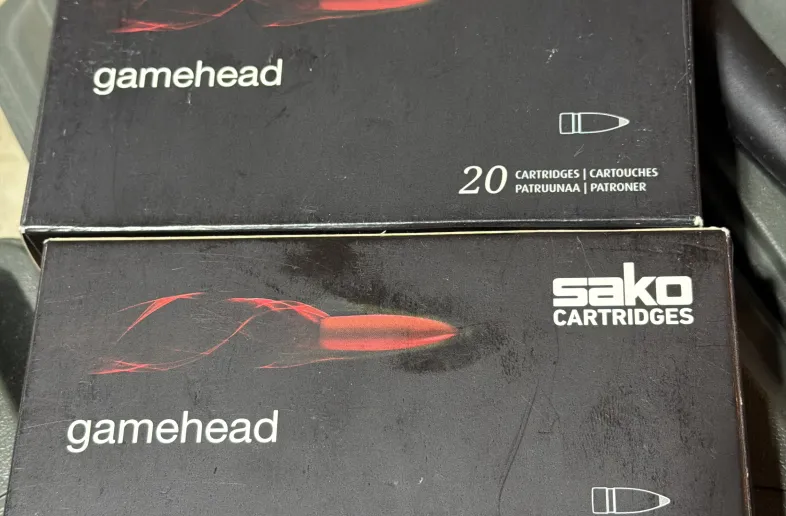 gamehead
20 CARTRIDGES | CARTOUCHES
PATRUUNAA | PATRONER
sako
CARTRIDGES
gamehead